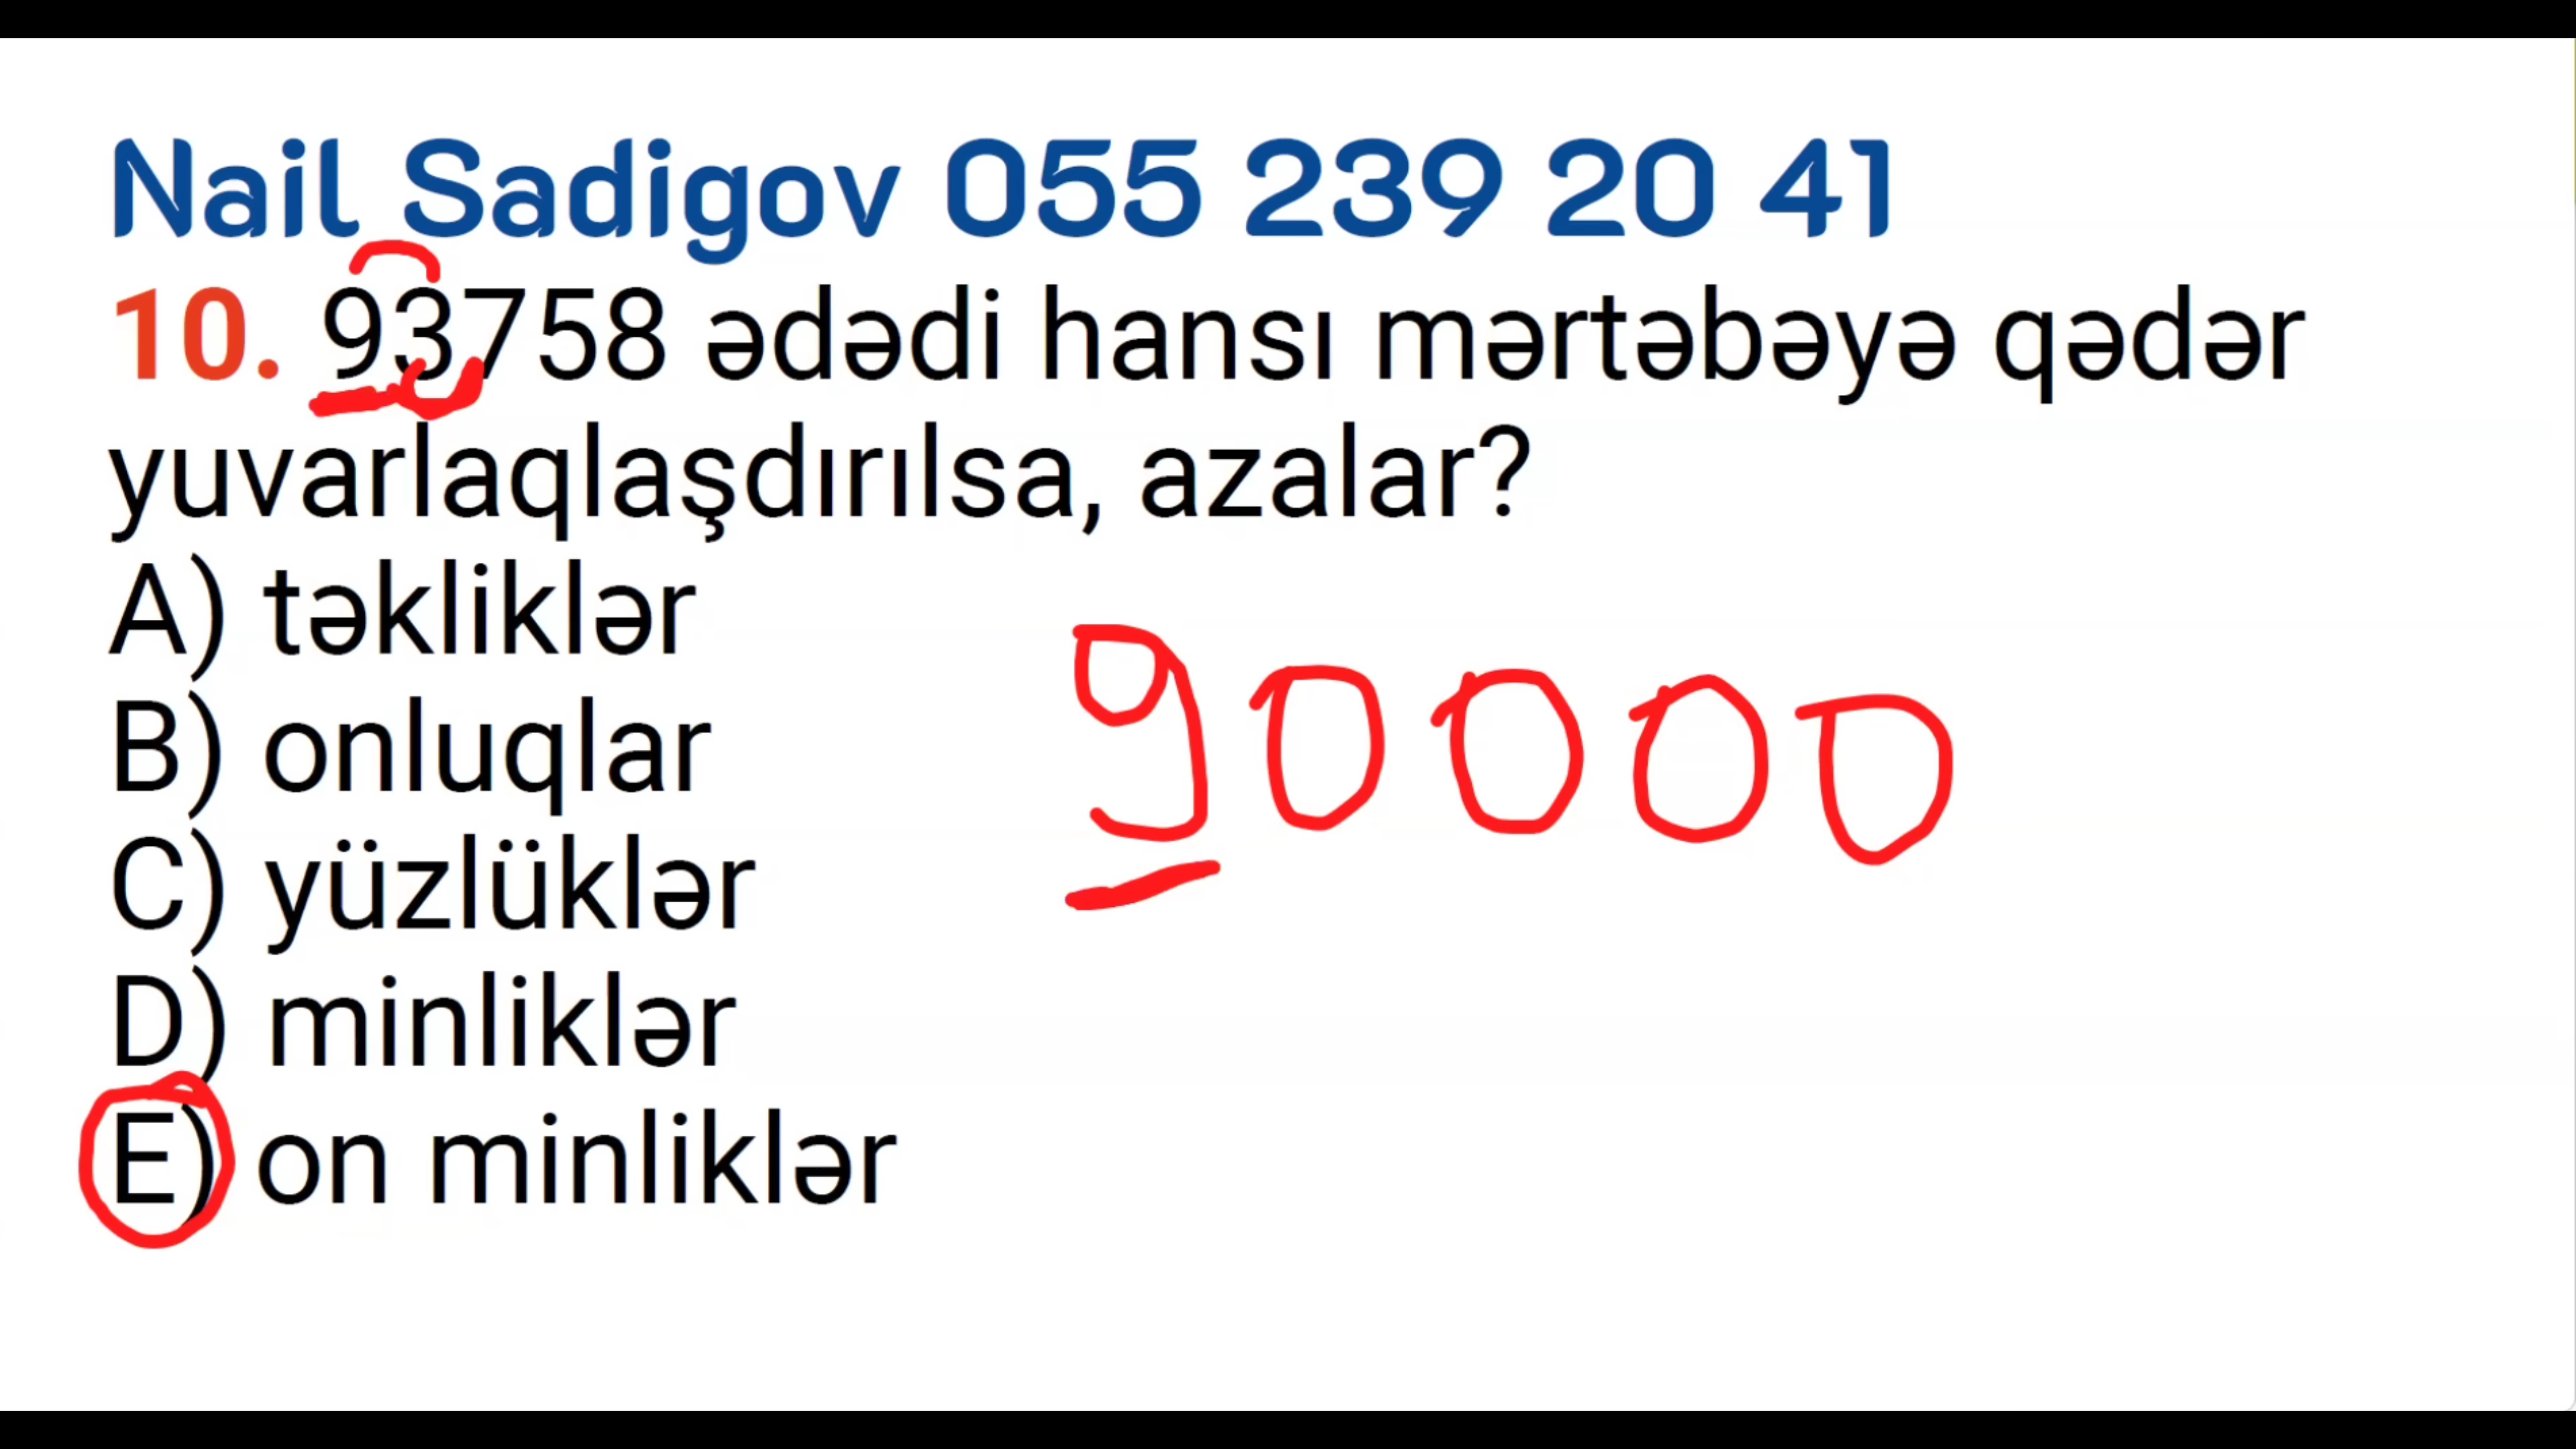 Nail Sadigov 055 239 20 41
10. 93758 ədədi hansı mərtəbəyə qədər
yuvarlaqlaşdırılsa, azalar?
A) təkliklər
B) onluqlar
C) yüzlüklər
D) minliklər
E) on minliklər
90000